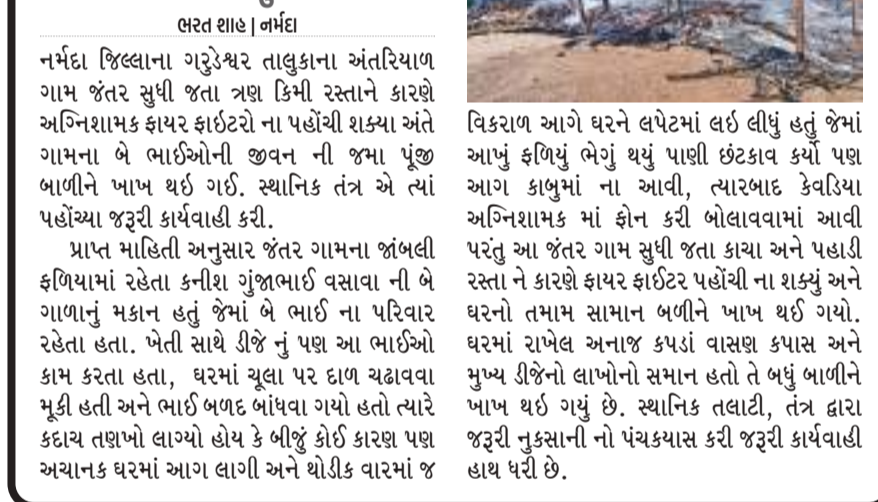 ભરત શાહ | નર્મદા
નર્મદા જિલ્લાના ગરુડેશ્વર તાલુકાના અંતરિયાળ
ગામ જંતર સુધી જતા ત્રણ કિમી રસ્તાને કારણે
અગ્નિશામક ફાયર ફાઇટરો ના પહોંચી શક્યા અંતે
ગામના બે ભાઈઓની જીવન ની જમા પૂંજી
બાળીને ખાખ થઇ ગઈ. સ્થાનિક તંત્ર એ ત્યાં
પહોંચ્યા જરૂરી કાર્યવાહી કરી.
પ્રાપ્ત માહિતી અનુસાર જંતર ગામના જાંબલી
ફળિયામાં રહેતા કનીશ ગુંજાભાઈ વસાવા ની બે
ગાળાનું મકાન હતું જેમાં બે ભાઈ ના પરિવાર
રહેતા હતા. ખેતી સાથે ડીજે નું પણ આ ભાઈઓ
કામ કરતા હતા, ઘરમાં ચૂલા પર દાળ ચઢાવવા
મૂકી હતી અને ભાઈ બળદ બાંધવા ગયો હતો ત્યારે
કદાચ તણખો લાગ્યો હોય કે બીજું કોઈ કારણ પણ
અચાનક ઘરમાં આગ લાગી અને થોડીક વારમાં જ
વિકરાળ આગે ઘરને લપેટમાં લઇ લીધું હતું જેમાં
આખું ફળિયું ભેગું થયું પાણી છંટકાવ કર્યો પણ
આગ કાબુમાં ના આવી, ત્યારબાદ કેવડિયા
અગ્નિશામક માં ફોન કરી બોલાવવામાં આવી
પરંતુ આ જંતર ગામ સુધી જતા કાચા અને પહાડી
રસ્તા ને કારણે ફાયર ફાઈટર પહોંચી ના શક્યું અને
ઘરનો તમામ સામાન બળીને ખાખ થઈ ગયો.
ઘરમાં રાખેલ અનાજ કપડાં વાસણ કપાસ અને
મુખ્ય ડીજેનો લાખોનો સમાન હતો તે બધું બાળીને
ખાખ થઇ ગયું છે. સ્થાનિક તલાટી, તંત્ર દ્વારા
જરૂરી નુકસાની નો પંચકયાસ કરી જરૂરી કાર્યવાહી
હાથ ધરી છે.